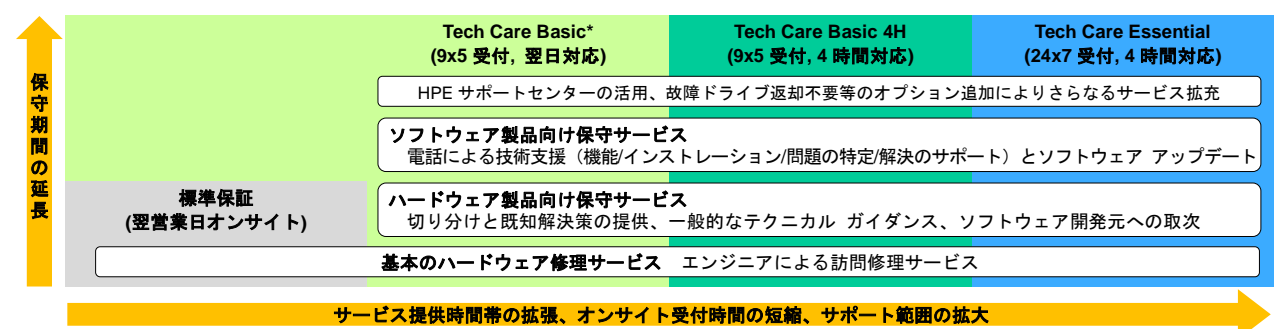 Tech Care Basic*
(9x5 受付, 翌日対応)
Tech Care Basic 4H
(9x5 受付, 4 時間対応)
Tech Care Essential
(24x7 受付, 4 時間対応)
保守期間の延長
HPE サポートセンターの活用、故障ドライブ返却不要等のオプション追加によりさらなるサービス拡充
ソフトウェア製品向け保守サービス
電話による技術支援（機能/インストレーション/問題の特定/解決のサポート）とソフトウェア アップデート
標準保証
(翌営業日オンサイト)
ハードウェア製品向け保守サービス
切り分けと既知解決策の提供、一般的なテクニカル ガイダンス、ソフトウェア開発元への取次
基本のハードウェア修理サービス エンジニアによる訪問修理サービス
サービス提供時間帯の拡張、オンサイト受付時間の短縮、サポート範囲の拡大